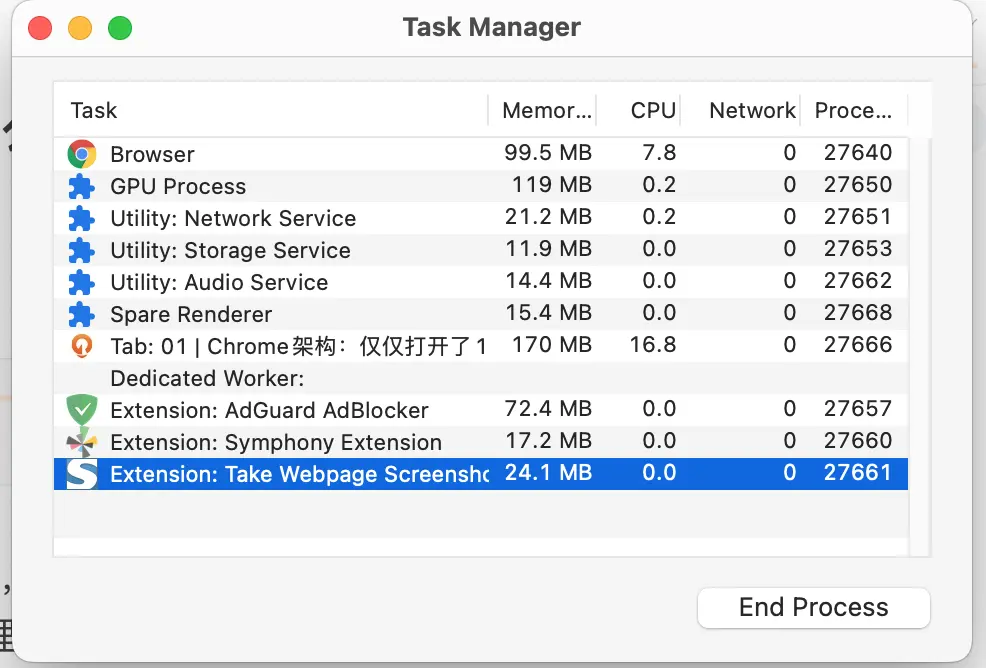 Task Manager
Task Memor... CPU Network Proce...
Browser 99.5 MB 7.8 0 27640
GPU Process 119 MB 0.2 0 27650
Utility: Network Service 21.2 MB 0.2 0 27651
Utility: Storage Service 11.9 MB 0.0 0 27653
Utility: Audio Service 14.4 MB 0.0 0 27662
Spare Renderer 15.4 MB 0.0 0 27668
Tab: 01 | Chrome架构：仅仅打开了1 170 MB 16.8 0 27666
Dedicated Worker:
Extension: AdGuard AdBlocker 72.4 MB 0.0 0 27657
Extension: Symphony Extension 17.2 MB 0.0 0 27660
Extension: Take Webpage Screensho 24.1 MB 0.0 0 27661
End Process